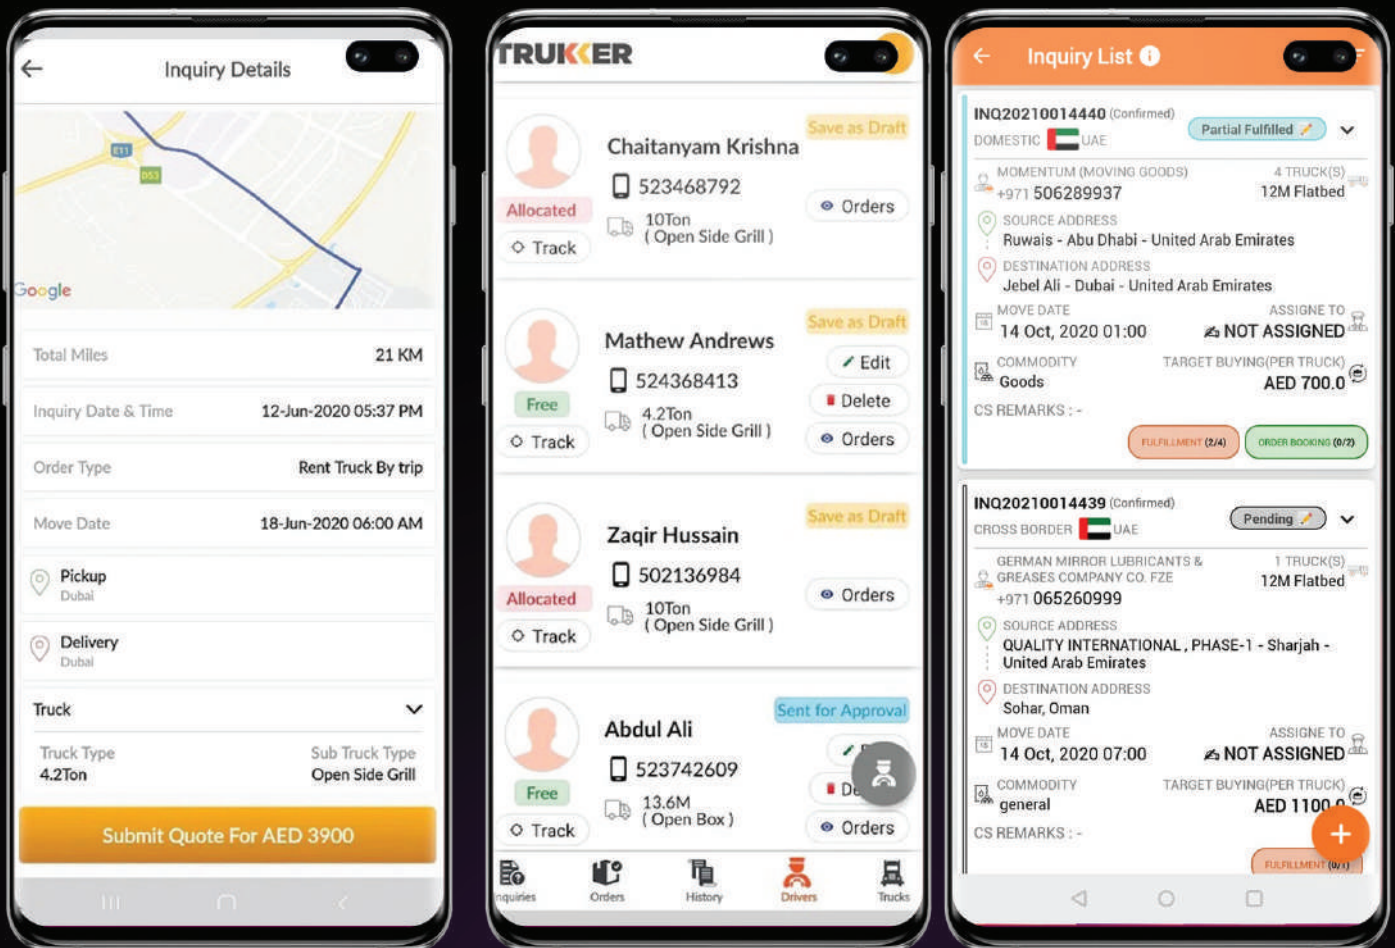 Inquiry Details
E11
D53
Google
Total Miles 21 KM
Inquiry Date & Time 12-Jun-2020 05:37 PM
Order Type Rent Truck By trip
Move Date 18-Jun-2020 06:00 AM
Pickup
Dubai
Delivery
Dubai
Truck
Truck Type Sub Truck Type
4.2Ton Open Side Grill
Submit Quote For AED 3900
TRUKKER
Save as Draft
Chaitanyam Krishna
523468792
Allocated
10Ton
( Open Side Grill )
Orders
Track
Save as Draft
Mathew Andrews
Edit
524368413
Free
Delete
4.2Ton
( Open Side Grill )
Track
Orders
Save as Draft
Zaqir Hussain
502136984
Allocated
Orders
10Ton
( Open Side Grill )
Track
Sent for Approval
Abdul Ali
523742609
Free
De
13.6M
( Open Box )
Track
Orders
nquiries Orders History Drivers Trucks
Inquiry List i
INQ20210014440 (Confirmed)
Partial Fulfilled
DOMESTIC UAE
MOMENTUM (MOVING GOODS) 4 TRUCK(S)
+971 506289937 12M Flatbed
SOURCE ADDRESS
Ruwais - Abu Dhabi - United Arab Emirates
DESTINATION ADDRESS
Jebel Ali - Dubai - United Arab Emirates
MOVE DATE ASSIGNE TO
14 Oct, 2020 01:00 NOT ASSIGNED
COMMODITY TARGET BUYING(PER TRUCK)
Goods AED 700.0
CS REMARKS : -
FULFILLMENT (2/4) ORDER BOOKING (0/2)
INQ20210014439 (Confirmed)
Pending
CROSS BORDER UAE
GERMAN MIRROR LUBRICANTS & 1 TRUCK(S)
GREASES COMPANY CO. FZE 12M Flatbed
+971 065260999
SOURCE ADDRESS
QUALITY INTERNATIONAL , PHASE-1 - Sharjah -
United Arab Emirates
DESTINATION ADDRESS
Sohar, Oman
MOVE DATE ASSIGNE TO
14 Oct, 2020 07:00 NOT ASSIGNED
COMMODITY TARGET BUYING(PER TRUCK)
general AED 1100.0
CS REMARKS : -
+
FULFILLMENT (0/1)